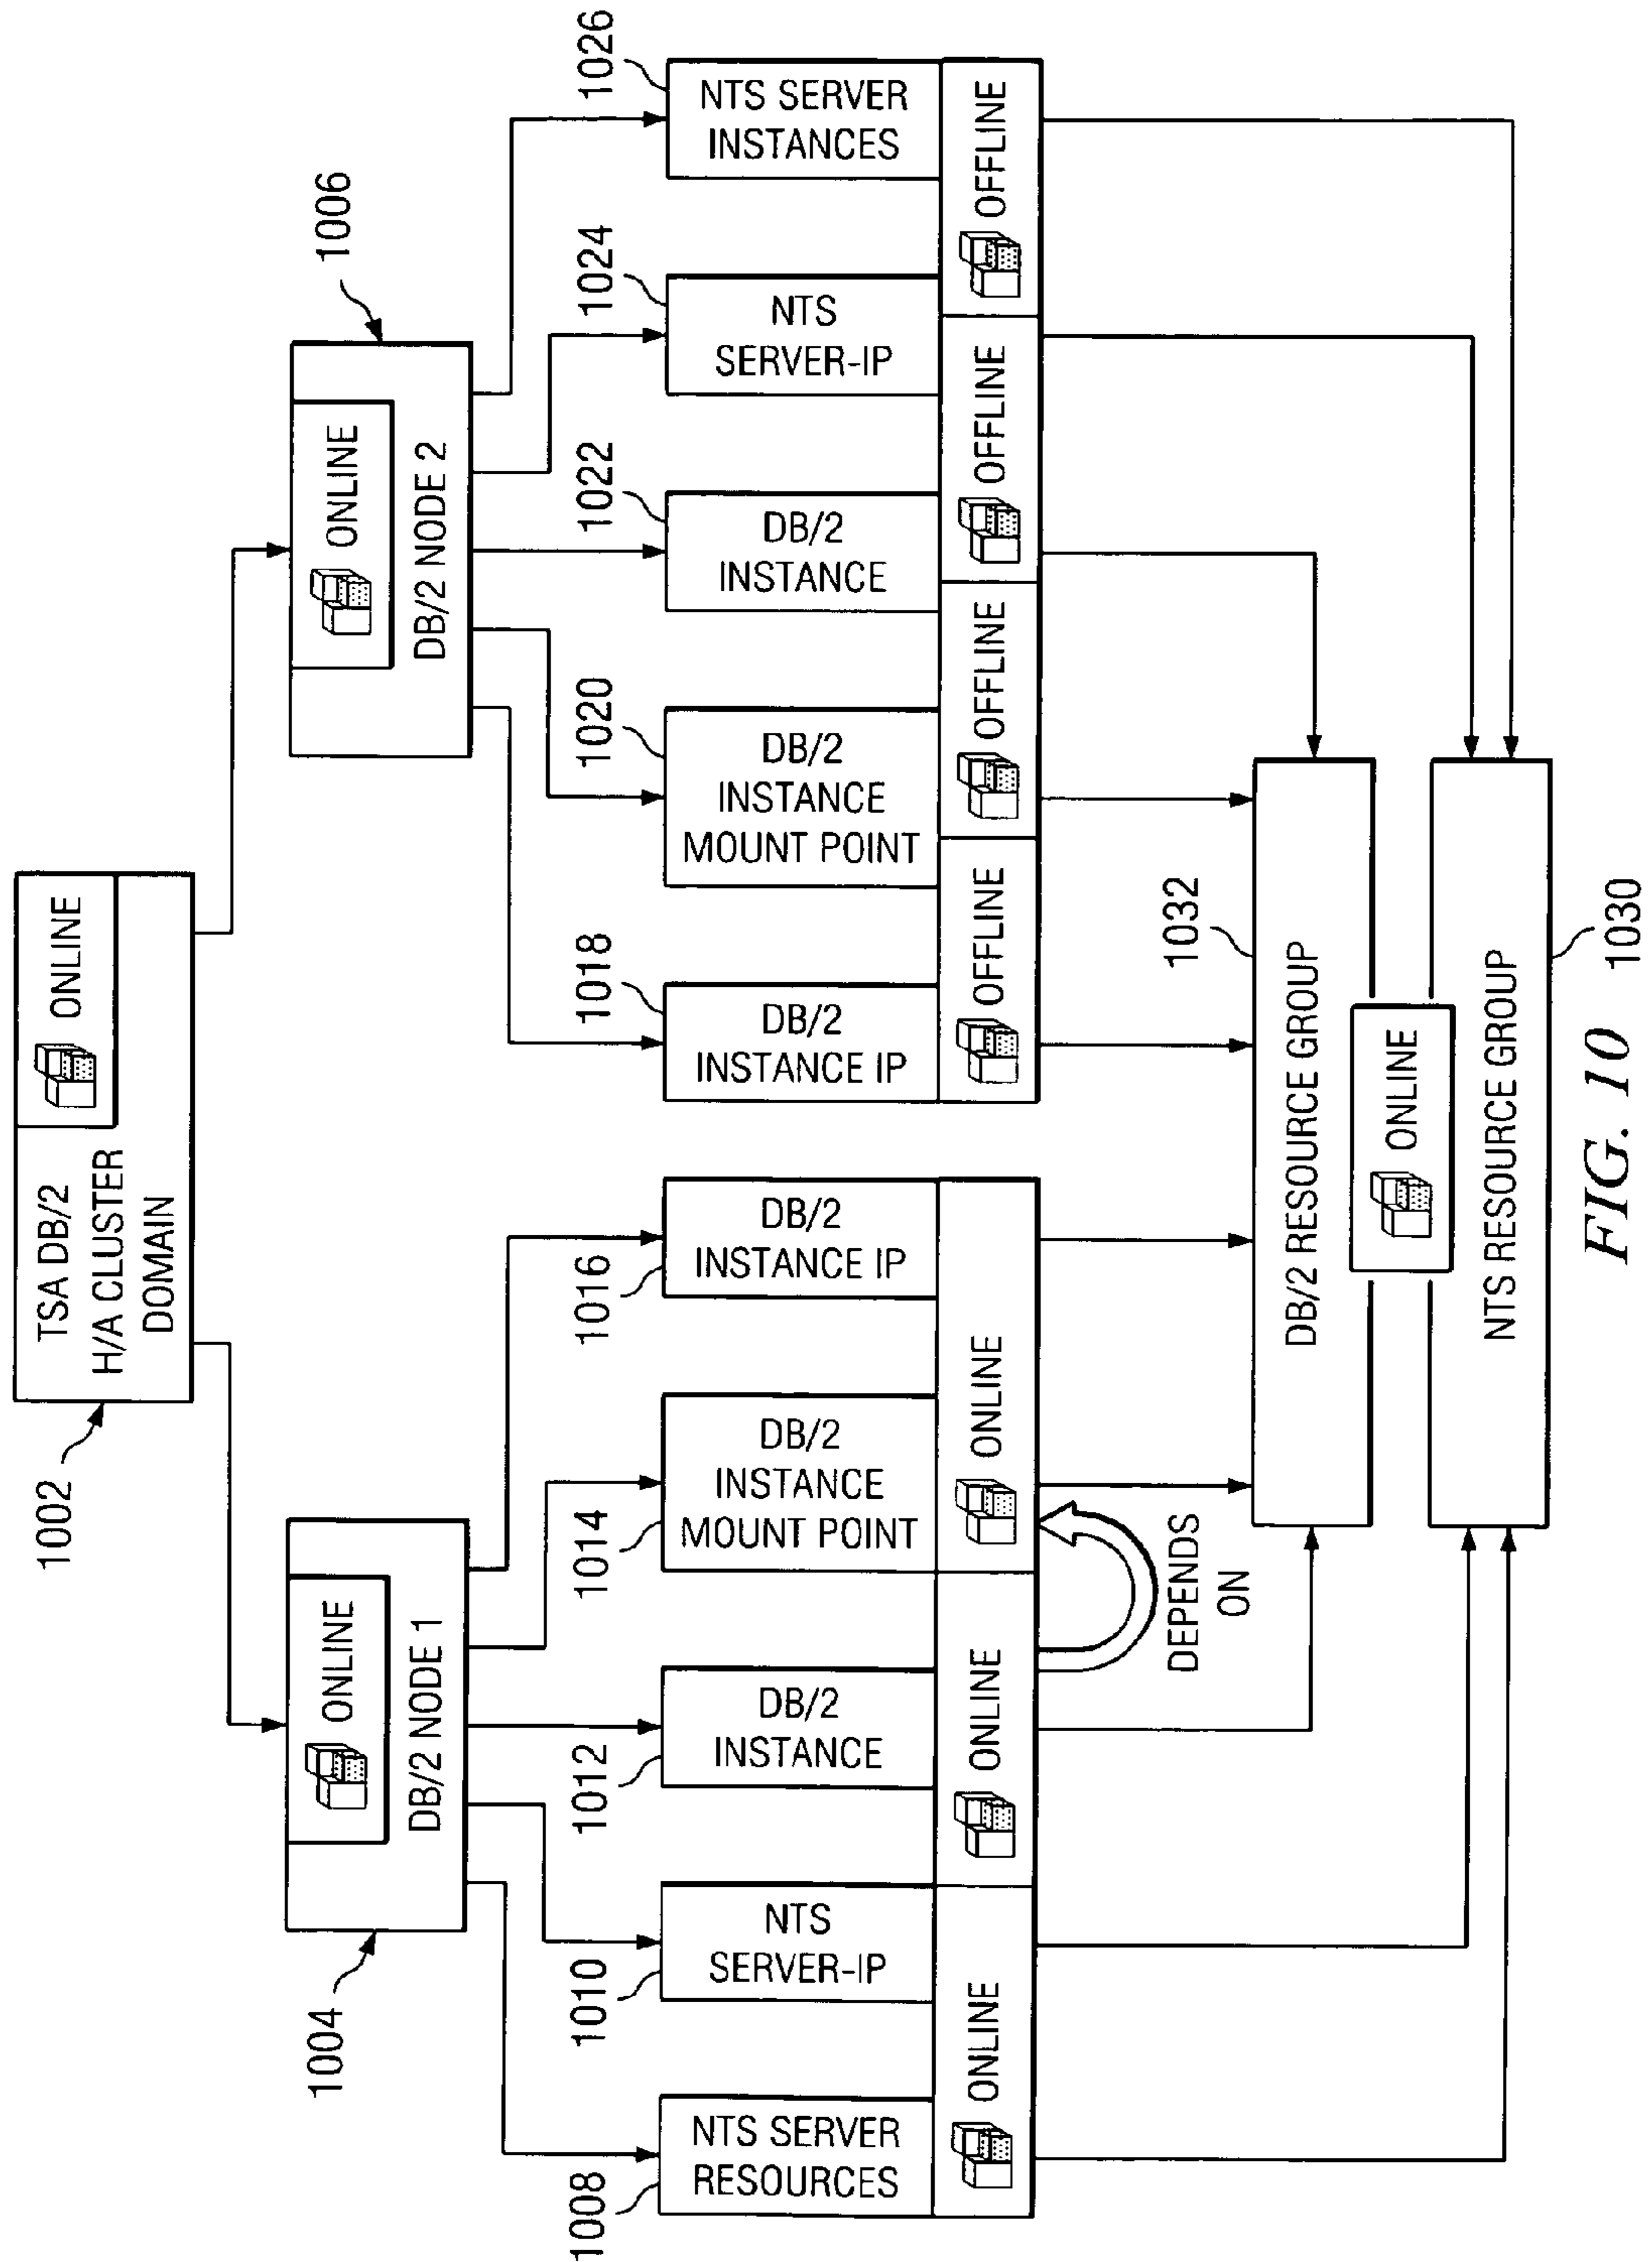 1002
TSA DB/2
H/A CLUSTER
DOMAIN
ONLINE
1004
ONLINE
DB/2 NODE 1
ONLINE
DB/2 NODE 2
1006
1008
NTS SERVER
RESOURCES
1010
NTS
SERVER-IP
1012
DB/2
INSTANCE
1014
DB/2
INSTANCE
MOUNT POINT
1016
DB/2
INSTANCE IP
1018
DB/2
INSTANCE IP
1020
DB/2
INSTANCE
MOUNT POINT
1022
DB/2
INSTANCE
1024
NTS
SERVER-IP
1026
NTS SERVER
INSTANCES
ONLINE
ONLINE
ONLINE
OFFLINE
OFFLINE
OFFLINE
OFFLINE
DEPENDS
ON
1032
DB/2 RESOURCE GROUP
ONLINE
NTS RESOURCE GROUP
1030
FIG. 10